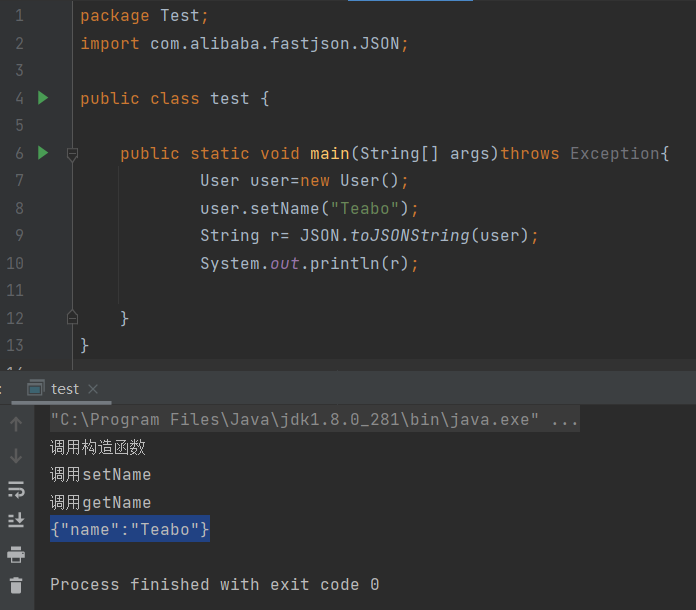 1 package Test;
2 import com.alibaba.fastjson.JSON;
3
4 public class test {
5
6 public static void main(String[] args)throws Exception{
7 User user=new User();
8 user.setName("Teabo");
9 String r= JSON.toJSONString(user);
10 System.out.println(r);
11
12 }
13 }
test ×
"C:\Program Files\Java\jdk1.8.0_281\bin\java.exe" ...
调用构造函数
调用setName
调用getName
{"name":"Teabo"}
Process finished with exit code 0